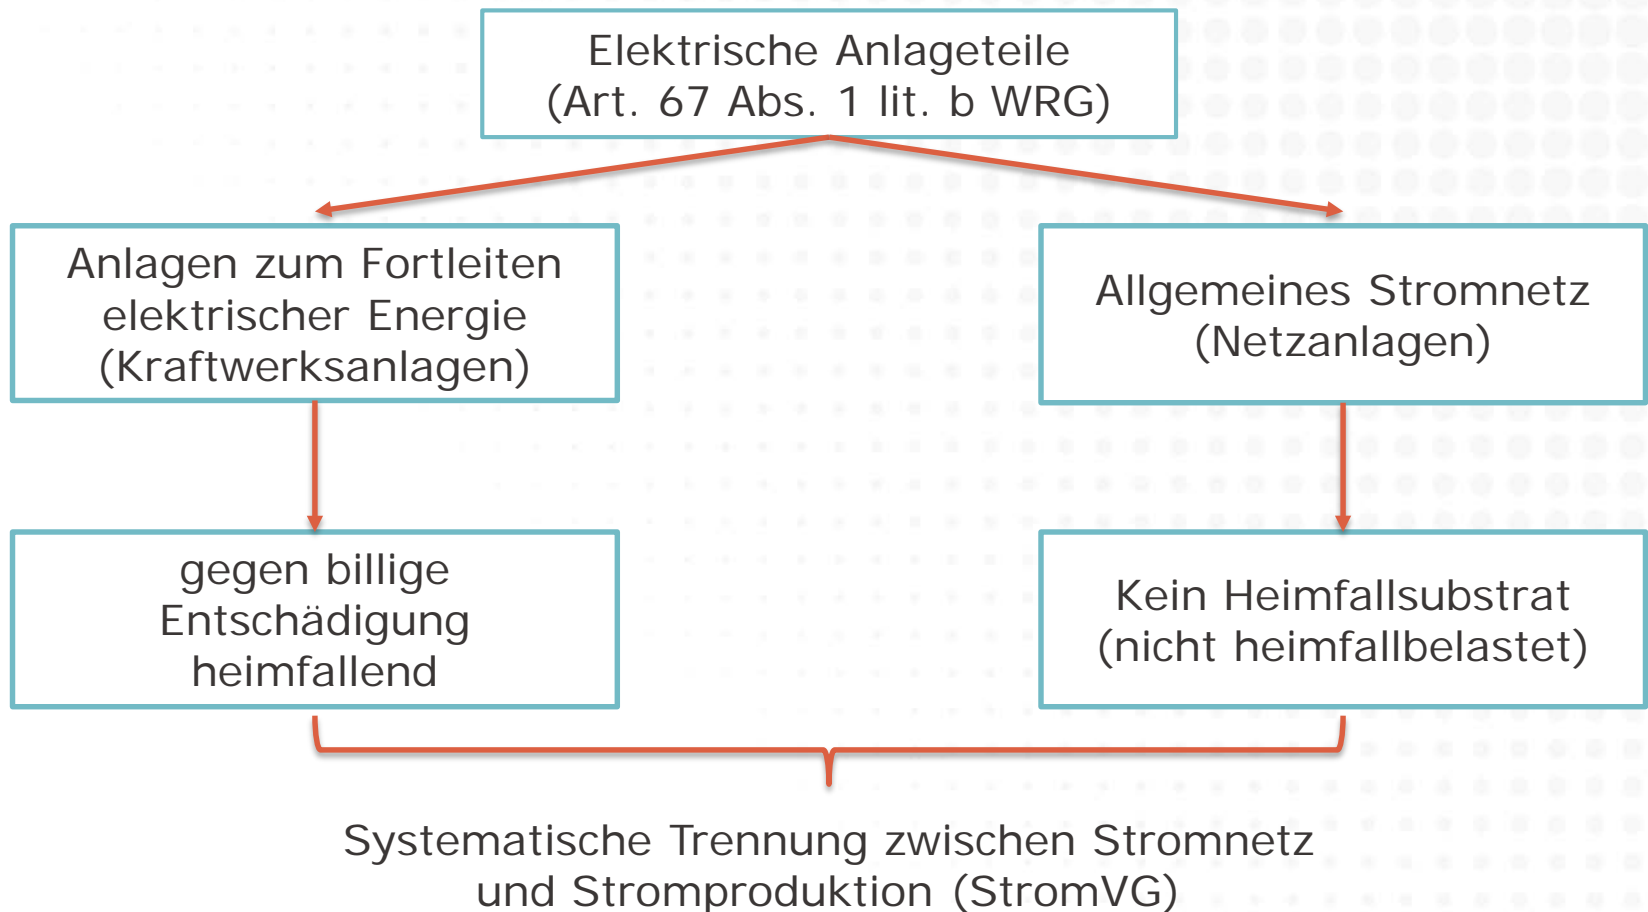 Elektrische Anlageteile
(Art. 67 Abs. 1 lit. b WRG)
Anlagen zum Fortleiten
elektrischer Energie
(Kraftwerksanlagen)
Allgemeines Stromnetz
(Netzanlagen)
gegen billige
Entschädigung
heimfallend
Kein Heimfallsubstrat
(nicht heimfallbelastet)
Systematische Trennung zwischen Stromnetz
und Stromproduktion (StromVG)